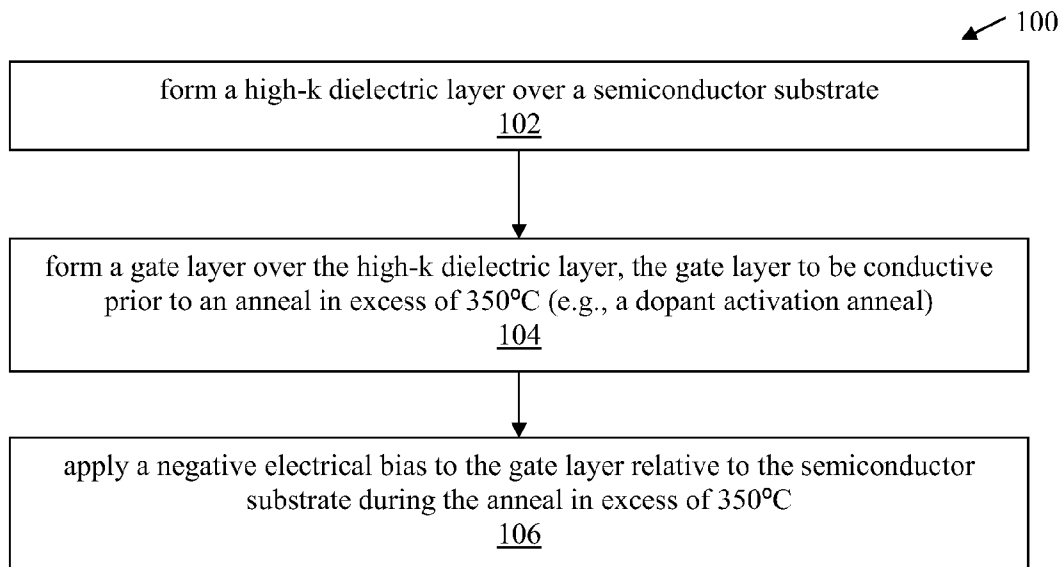 100
form a high-k dielectric layer over a semiconductor substrate
102
form a gate layer over the high-k dielectric layer, the gate layer to be conductive
prior to an anneal in excess of 350°C (e.g., a dopant activation anneal)
104
apply a negative electrical bias to the gate layer relative to the semiconductor
substrate during the anneal in excess of 350°C
106